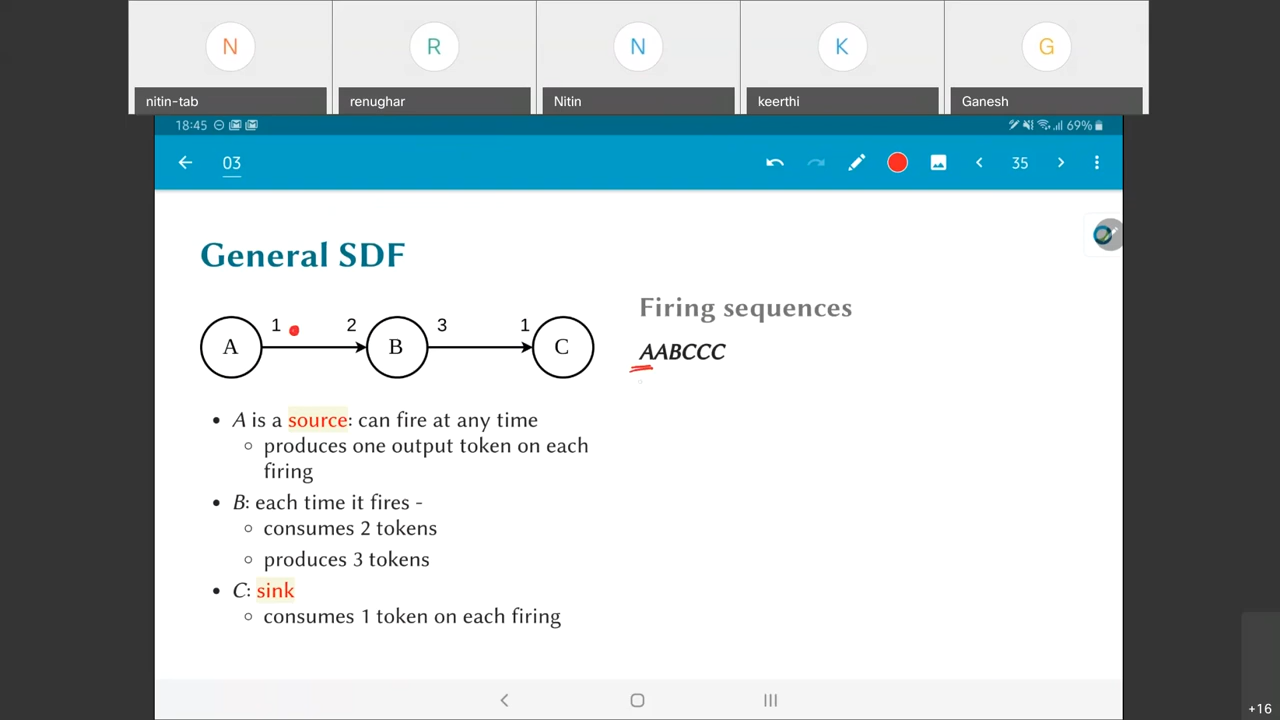 N R N K G
nitin-tab renughar Nitin keerthi Ganesh
18:45 69%
03 35
General SDF
1 2 3 1
A B C
Firing sequences
AABCCC
• A is a source: can fire at any time
◦ produces one output token on each
firing
• B: each time it fires -
◦ consumes 2 tokens
◦ produces 3 tokens
• C: sink
◦ consumes 1 token on each firing
+16